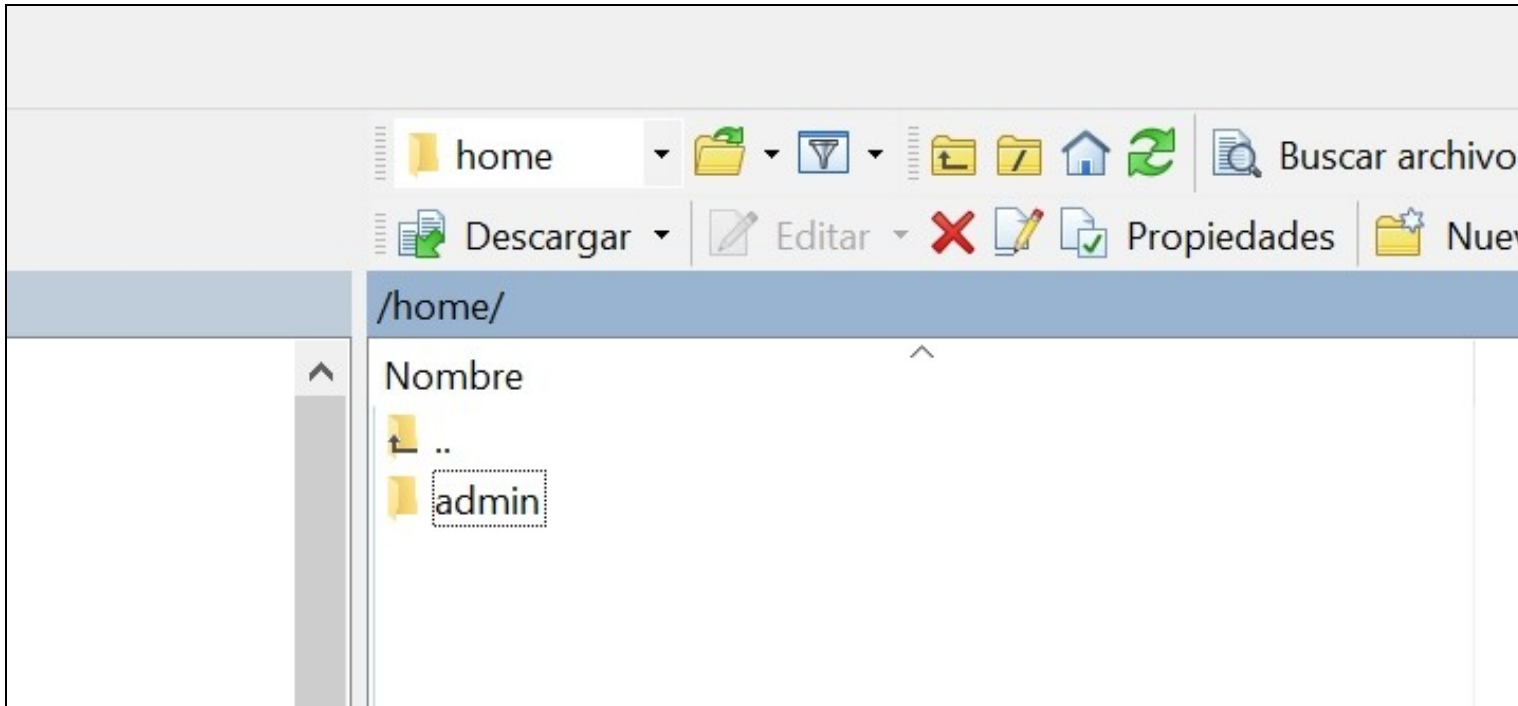 home
Buscar archivo
Descargar Editar Propiedades
/home/
Nombre
..
admin